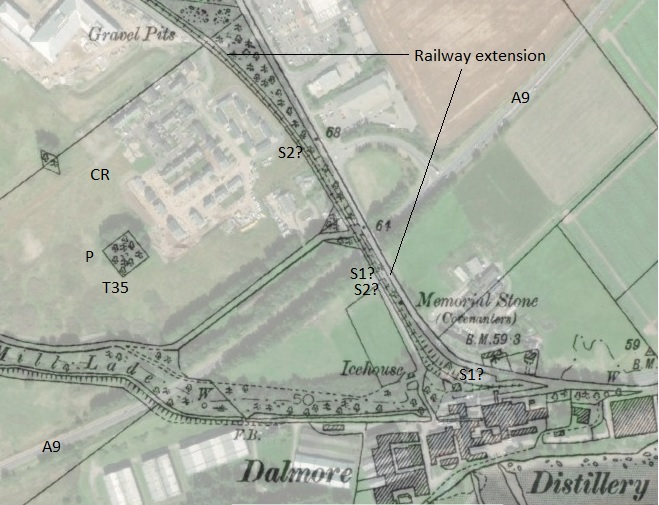 Gravel Pits
Railway extension
A9
68
S2?
CR
61
P
T35
S1?
S2?
Memorial Stone
(Covenanters)
B.M.59·3
59
B.M.
Icehouse
S1?
W
Mill Lade
W
50
A9
F.B.
Dalmore
Distillery